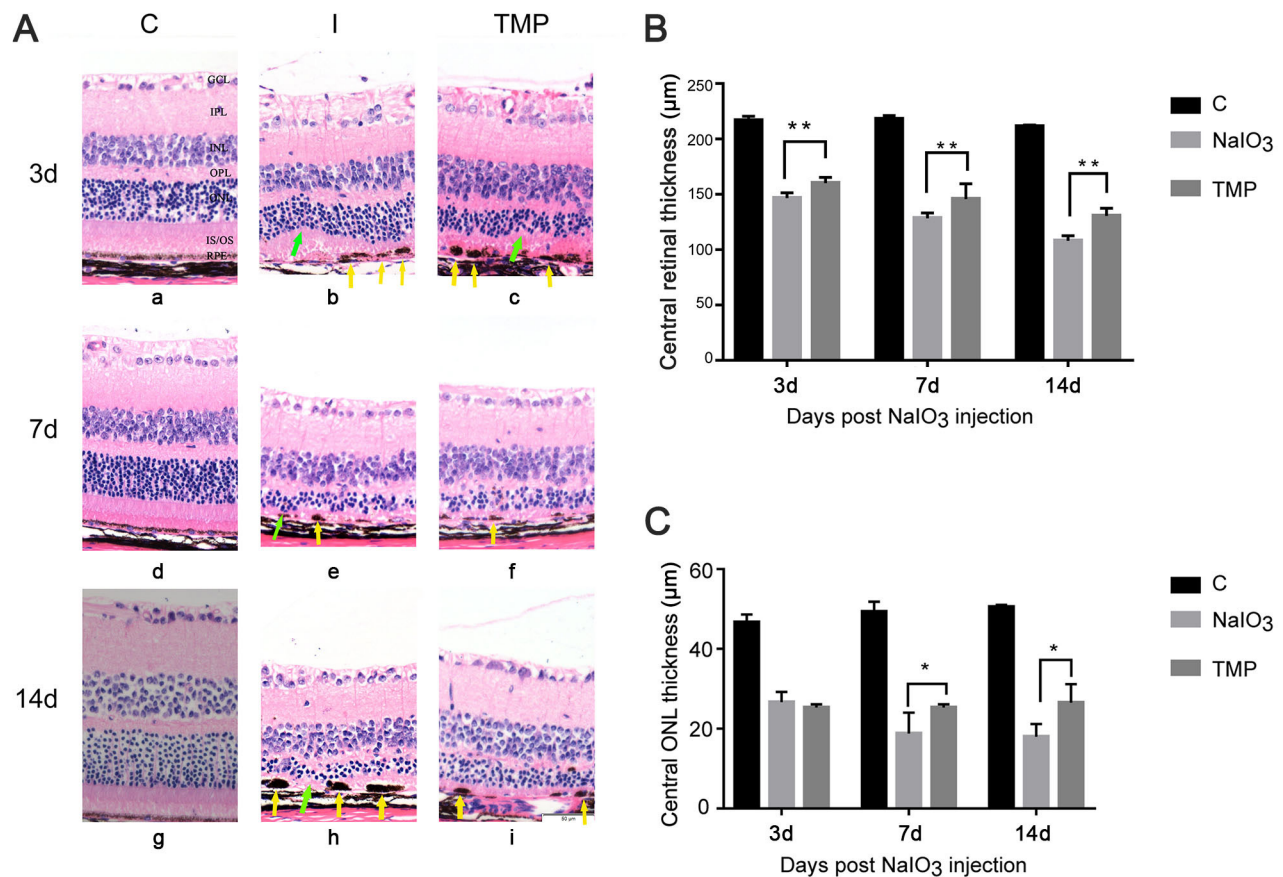 A
C
I
TMP
3d
GCL
IPL
INL
OPL
ONL
IS/OS
RPE
a
b
c
7d
d
e
f
14d
50 μm
g
h
i
B
Central retinal thickness (μm)
250
200
150
100
50
0
**
**
**
3d
7d
14d
Days post NaIO3 injection
C
NaIO3
TMP
C
Central ONL thickness (μm)
60
40
20
0
*
*
3d
7d
14d
Days post NaIO3 injection
C
NaIO3
TMP